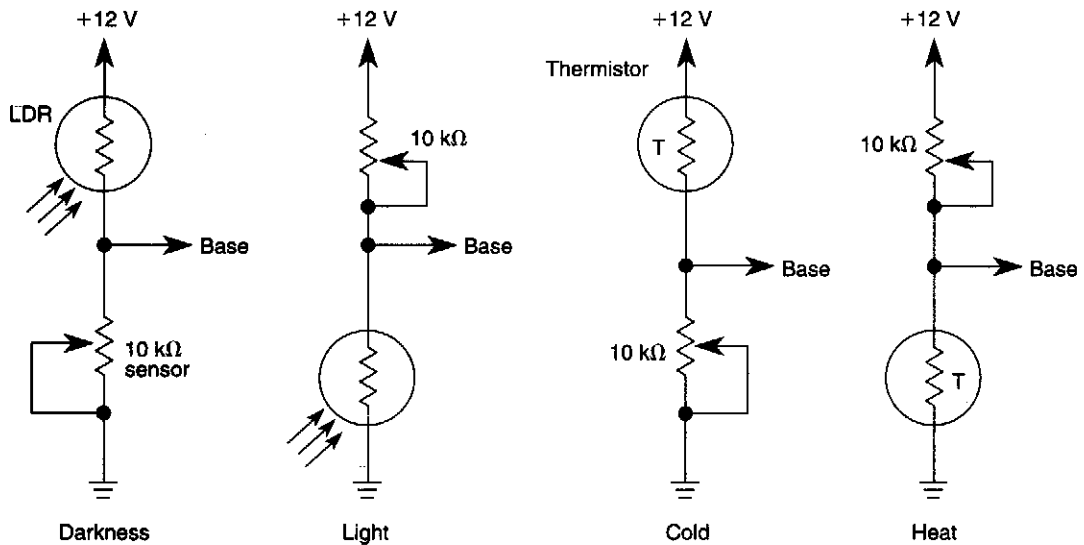 +12 V
+12 V
+12 V
+12 V
Thermistor
LDR
10 kΩ
T
10 kΩ
Base
Base
Base
Base
10 kΩ
sensor
10 kΩ
T
Darkness
Light
Cold
Heat